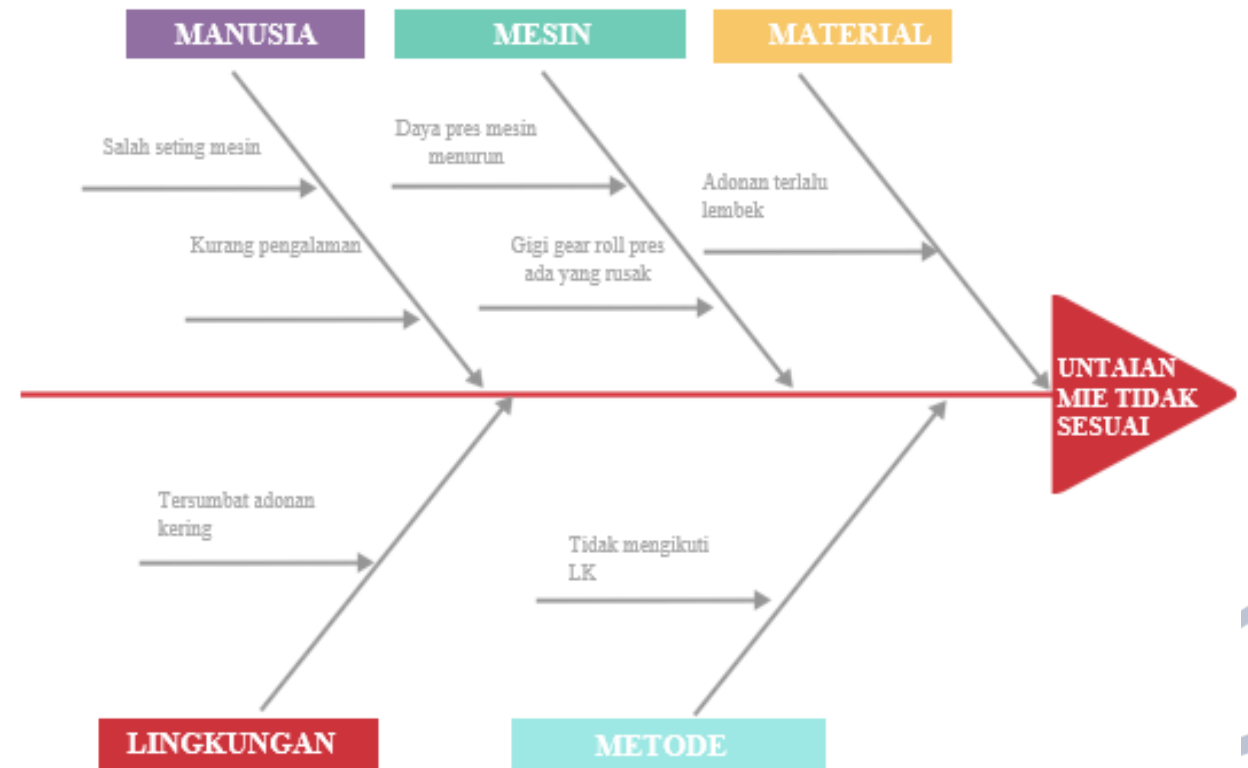 MANUSIA
MESIN
MATERIAL
Salah seting mesin
Daya pres mesin
menurun
Adonan terlalu
lembek
Kurang pengalaman
Gigi gear roll pres
ada yang rusak
UNTAIAN
MIE TIDAK
SESUAI
Tersumbat adonan
kering
Tidak mengikuti
LK
LINGKUNGAN
METODE